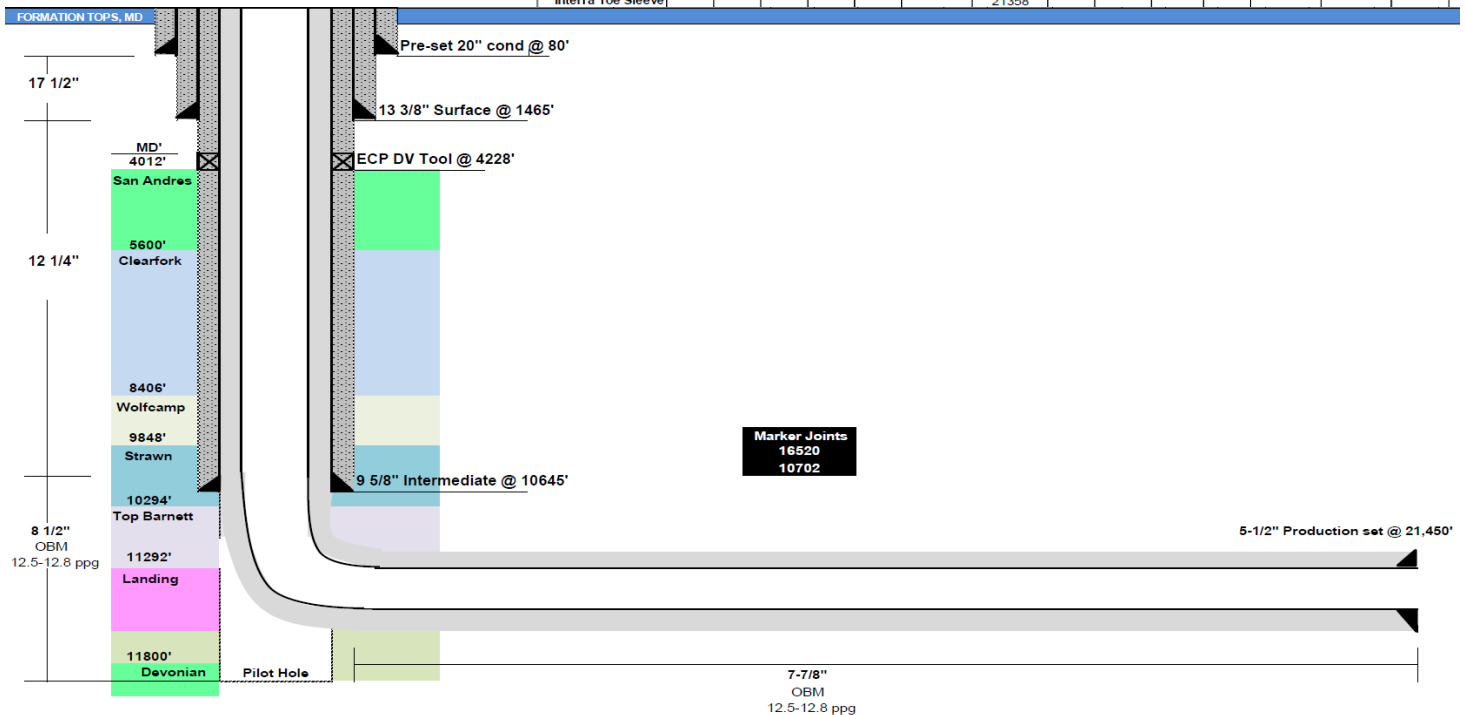 Interra Toe Sleeve
21358
FORMATION TOPS, MD
Pre-set 20" cond @ 80'
17 1/2"
13 3/8" Surface @ 1465'
MD'
4012'
ECP DV Tool @ 4228'
San Andres
5600'
12 1/4"
Clearfork
8406'
Wolfcamp
9848'
Strawn
Marker Joints
16520
10702
9 5/8" Intermediate @ 10645'
10294'
Top Barnett
8 1/2"
OBM
12.5-12.8 ppg
5-1/2" Production set @ 21,450'
11292'
Landing
11800'
Devonian
Pilot Hole
7-7/8"
OBM
12.5-12.8 ppg